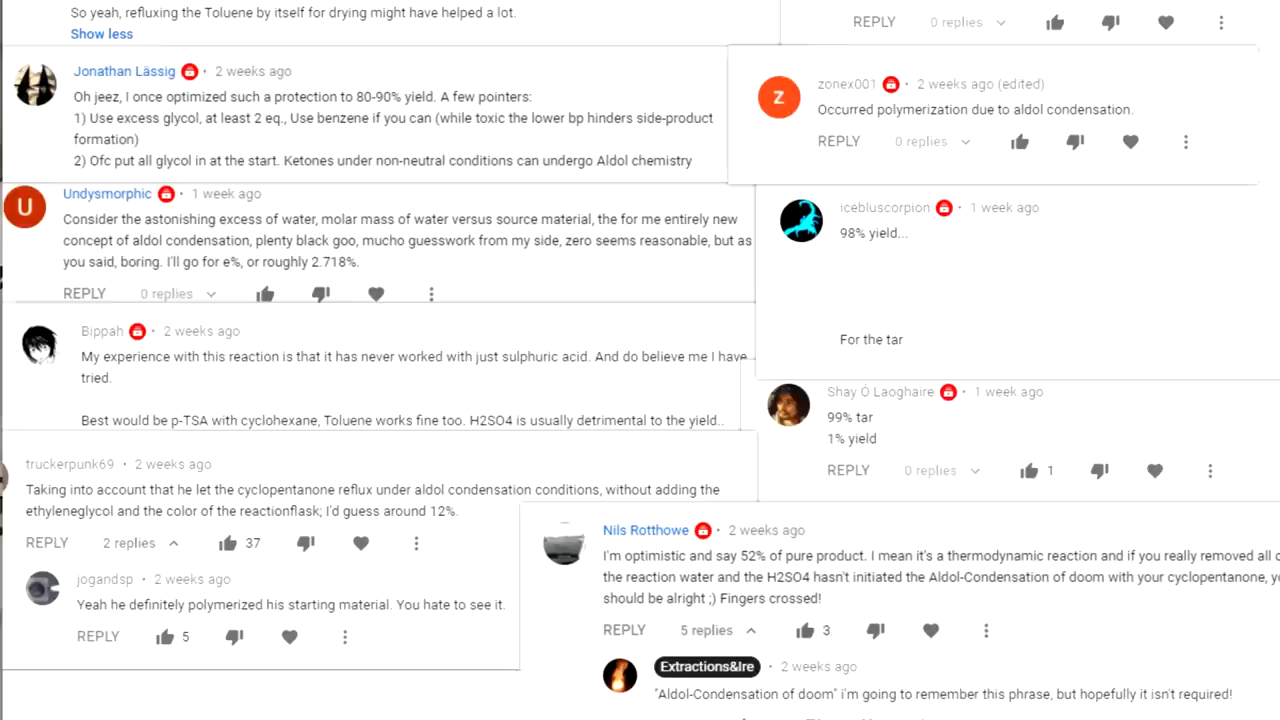 So yeah, refluxing the Toluene by itself for drying might have helped a lot.
Show less
REPLY 0 replies
Jonathan Lässig • 2 weeks ago
Oh jeez, I once optimized such a protection to 80-90% yield. A few pointers:
1) Use excess glycol, at least 2 eq., Use benzene if you can (while toxic the lower bp hinders side-product
formation)
2) Ofc put all glycol in at the start. Ketones under non-neutral conditions can undergo Aldol chemistry
Z
zonex001 • 2 weeks ago (edited)
Occurred polymerization due to aldol condensation.
REPLY 0 replies
U
Undysmorphic • 1 week ago
Consider the astonishing excess of water, molar mass of water versus source material, the for me entirely new
concept of aldol condensation, plenty black goo, mucho guesswork from my side, zero seems reasonable, but as
you said, boring. I'll go for e%, or roughly 2.718%.
REPLY 0 replies
icebluscorpion • 1 week ago
98% yield...
For the tar
Bippah • 2 weeks ago
My experience with this reaction is that it has never worked with just sulphuric acid. And do believe me I have
tried.
Best would be p-TSA with cyclohexane, Toluene works fine too. H2SO4 is usually detrimental to the yield..
Shay Ó Laoghaire • 1 week ago
99% tar
1% yield
REPLY 0 replies 1
truckerpunk69 • 2 weeks ago
Taking into account that he let the cyclopentanone reflux under aldol condensation conditions, without adding the
ethyleneglycol and the color of the reactionflask; I'd guess around 12%.
REPLY 2 replies 37
jogandsp • 2 weeks ago
Yeah he definitely polymerized his starting material. You hate to see it.
REPLY 5
Nils Rotthowe • 2 weeks ago
I'm optimistic and say 52% of pure product. I mean it's a thermodynamic reaction and if you really removed all
the reaction water and the H2SO4 hasn't initiated the Aldol-Condensation of doom with your cyclopentanone,
should be alright ;) Fingers crossed!
REPLY 5 replies 3
Extractions&Ire • 2 weeks ago
"Aldol-Condensation of doom" i'm going to remember this phrase, but hopefully it isn't required!